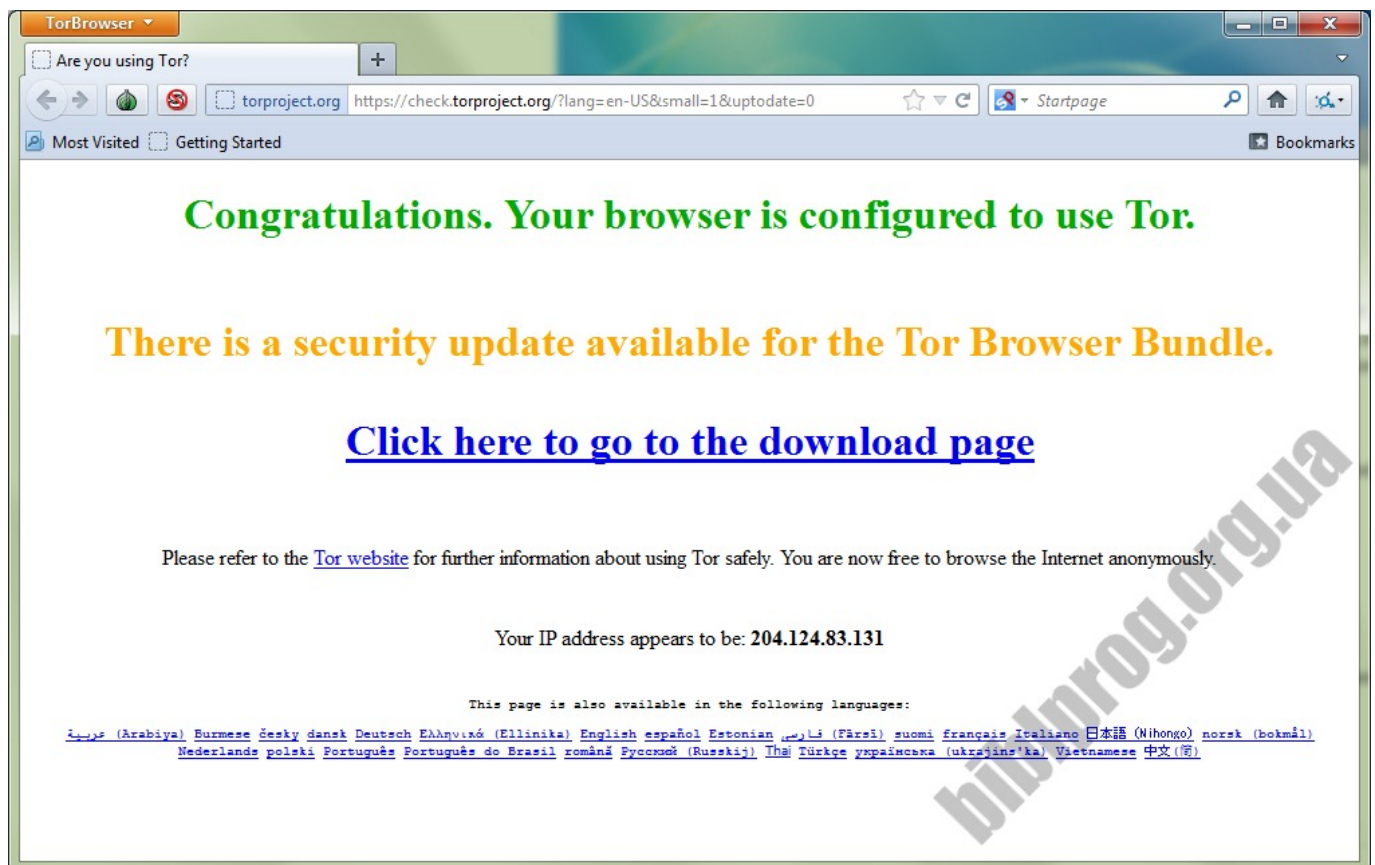 TorBrowser
Are you using Tor?
torproject.org https://check.torproject.org/?lang=en-US&small=1&uptodate=0 Startpage
Most Visited Getting Started Bookmarks
Congratulations. Your browser is configured to use Tor.
There is a security update available for the Tor Browser Bundle.
Click here to go to the download page
Please refer to the Tor website for further information about using Tor safely. You are now free to browse the Internet anonymously.
Your IP address appears to be: 204.124.83.131
This page is also available in the following languages:
عربية (Arabiya) Burmese česky dansk Deutsch Ελληνικά (Ellinika) English español Estonian فارسی (Fārsī) suomi français Italiano 日本語 (Nihongo) norsk (bokmål)
Nederlands polski Português Português do Brasil română Русский (Russkij) Thai Türkçe українська (ukrajins'ka) Vietnamese 中文(简)
bibprog.org.ua